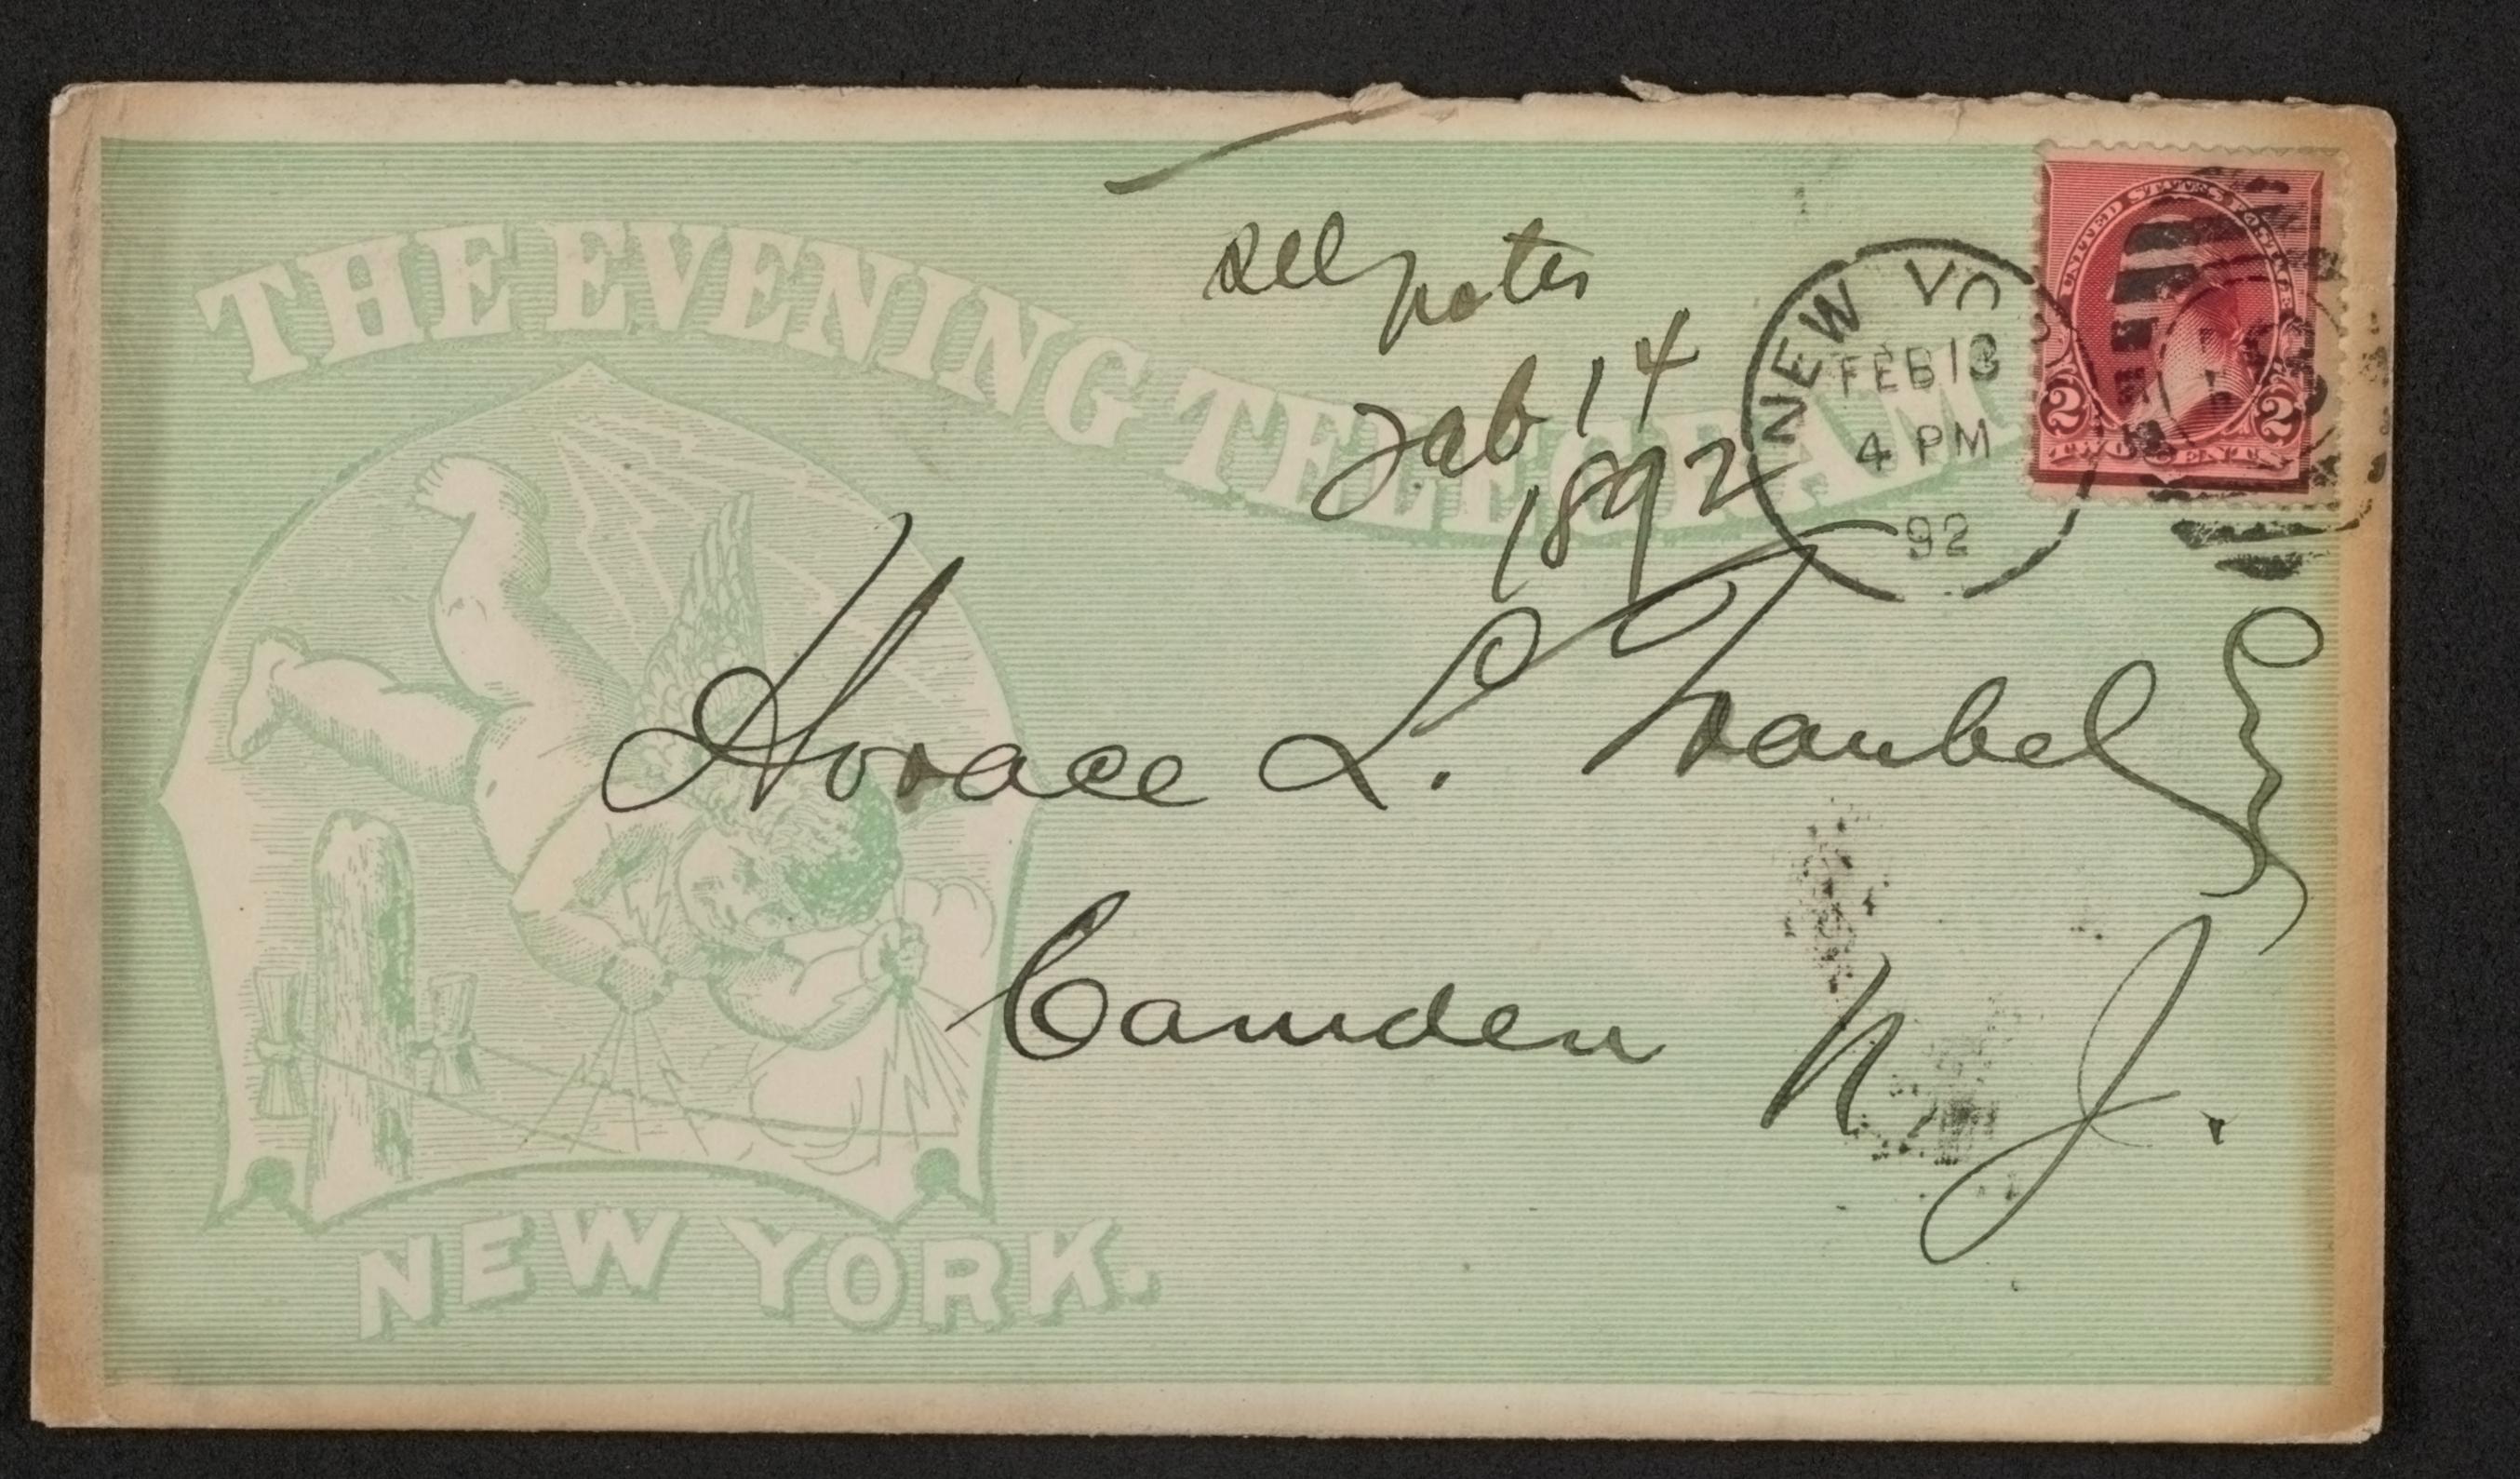 THE EVENING TELEGRAM
see notes
Feb 14
1892
NEW YO
FEB 13
4 PM
92
UNITED STATES POSTAGE
2 2
TWO CENTS
Horace L. Traubel
Camden N. J.
NEW YORK.